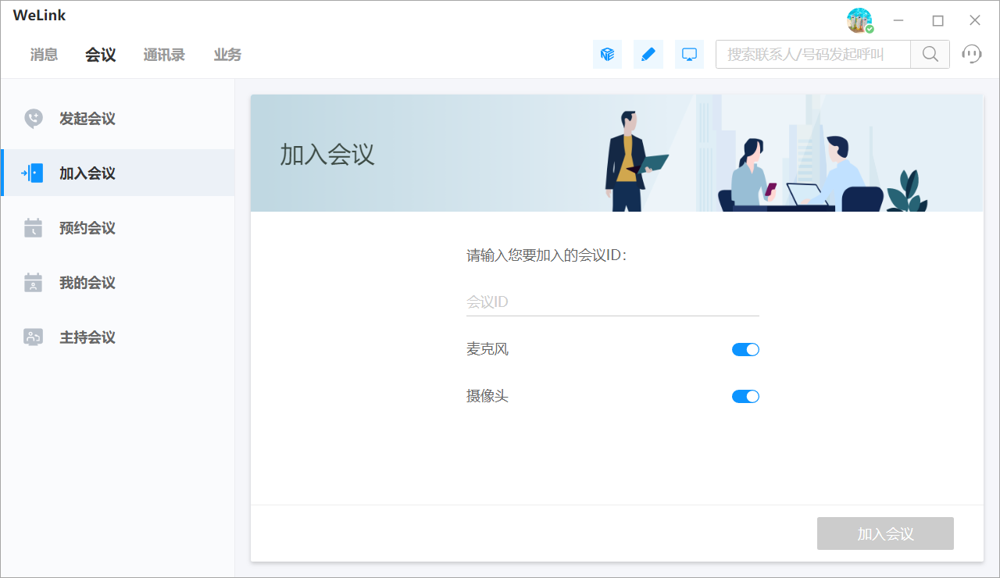 WeLink
消息 会议 通讯录 业务
搜索联系人/号码发起呼叫
发起会议
加入会议
预约会议
我的会议
主持会议
加入会议
请输入您要加入的会议ID：
会议ID
麦克风
摄像头
加入会议